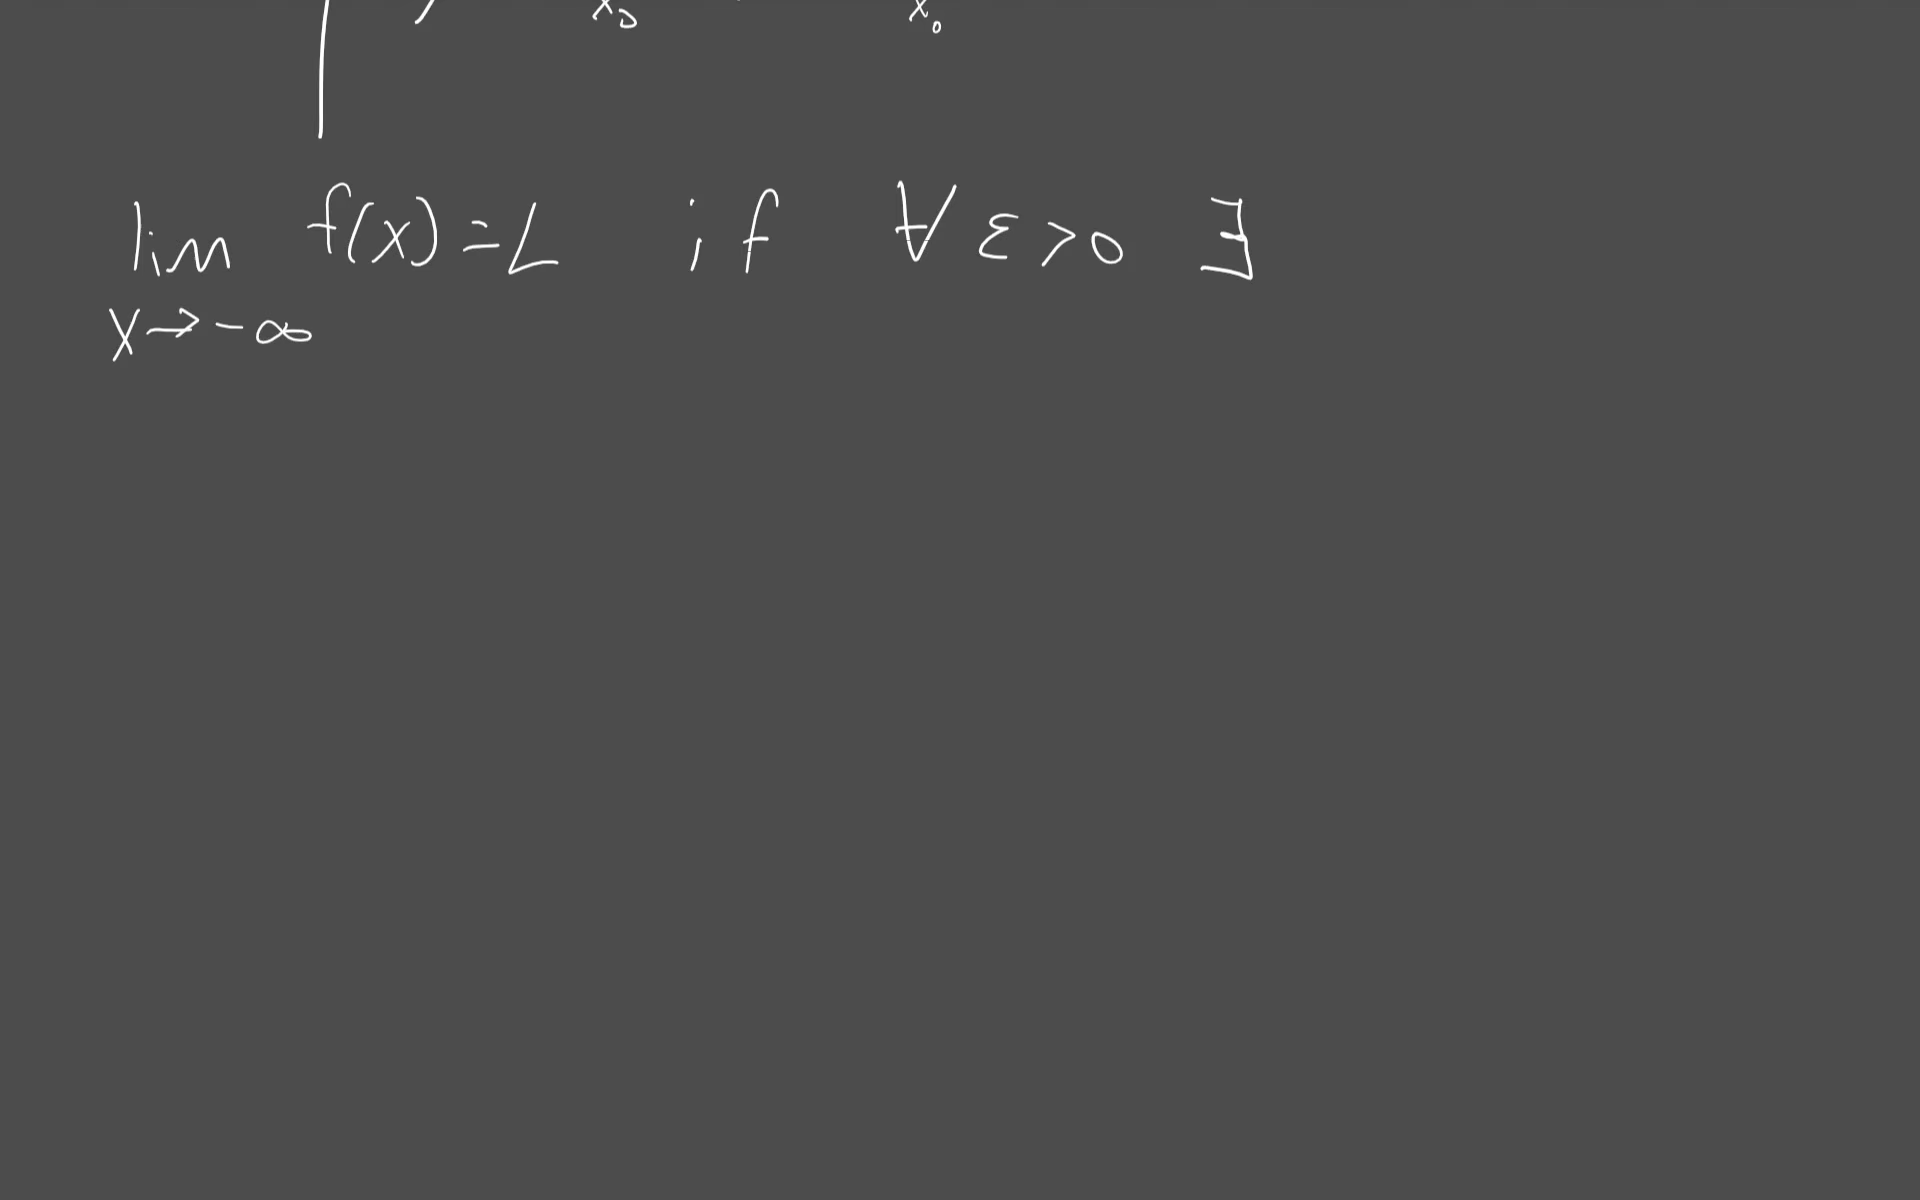 x₀ x₀
lim f(x) = L if ∀ ε > 0 ∃
x → -∞